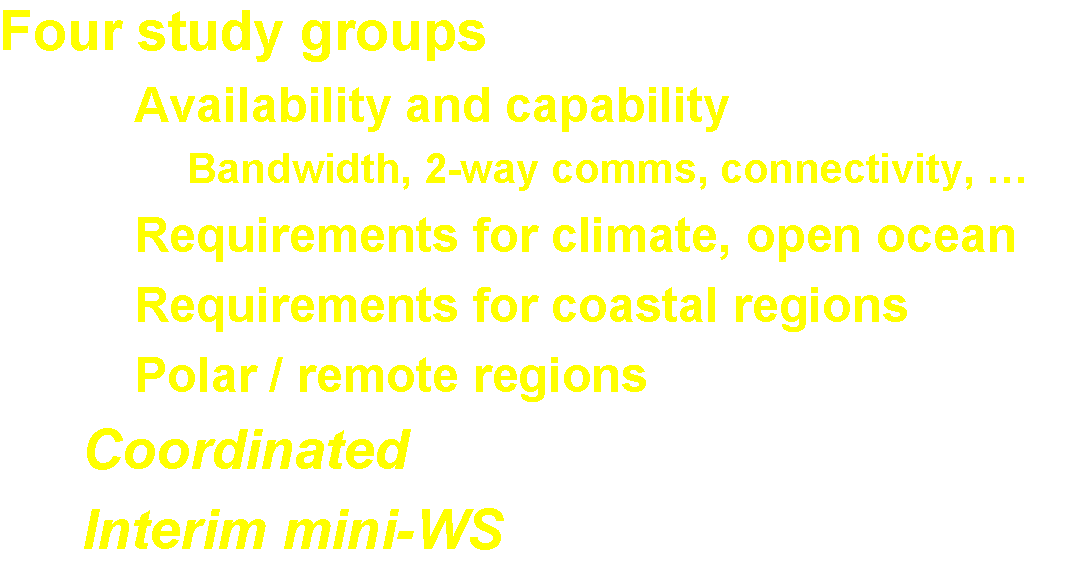 Four study groups
Availability and capability
Bandwidth, 2-way comms, connectivity, …
Requirements for climate, open ocean
Requirements for coastal regions
Polar / remote regions
Coordinated
Interim mini-WS